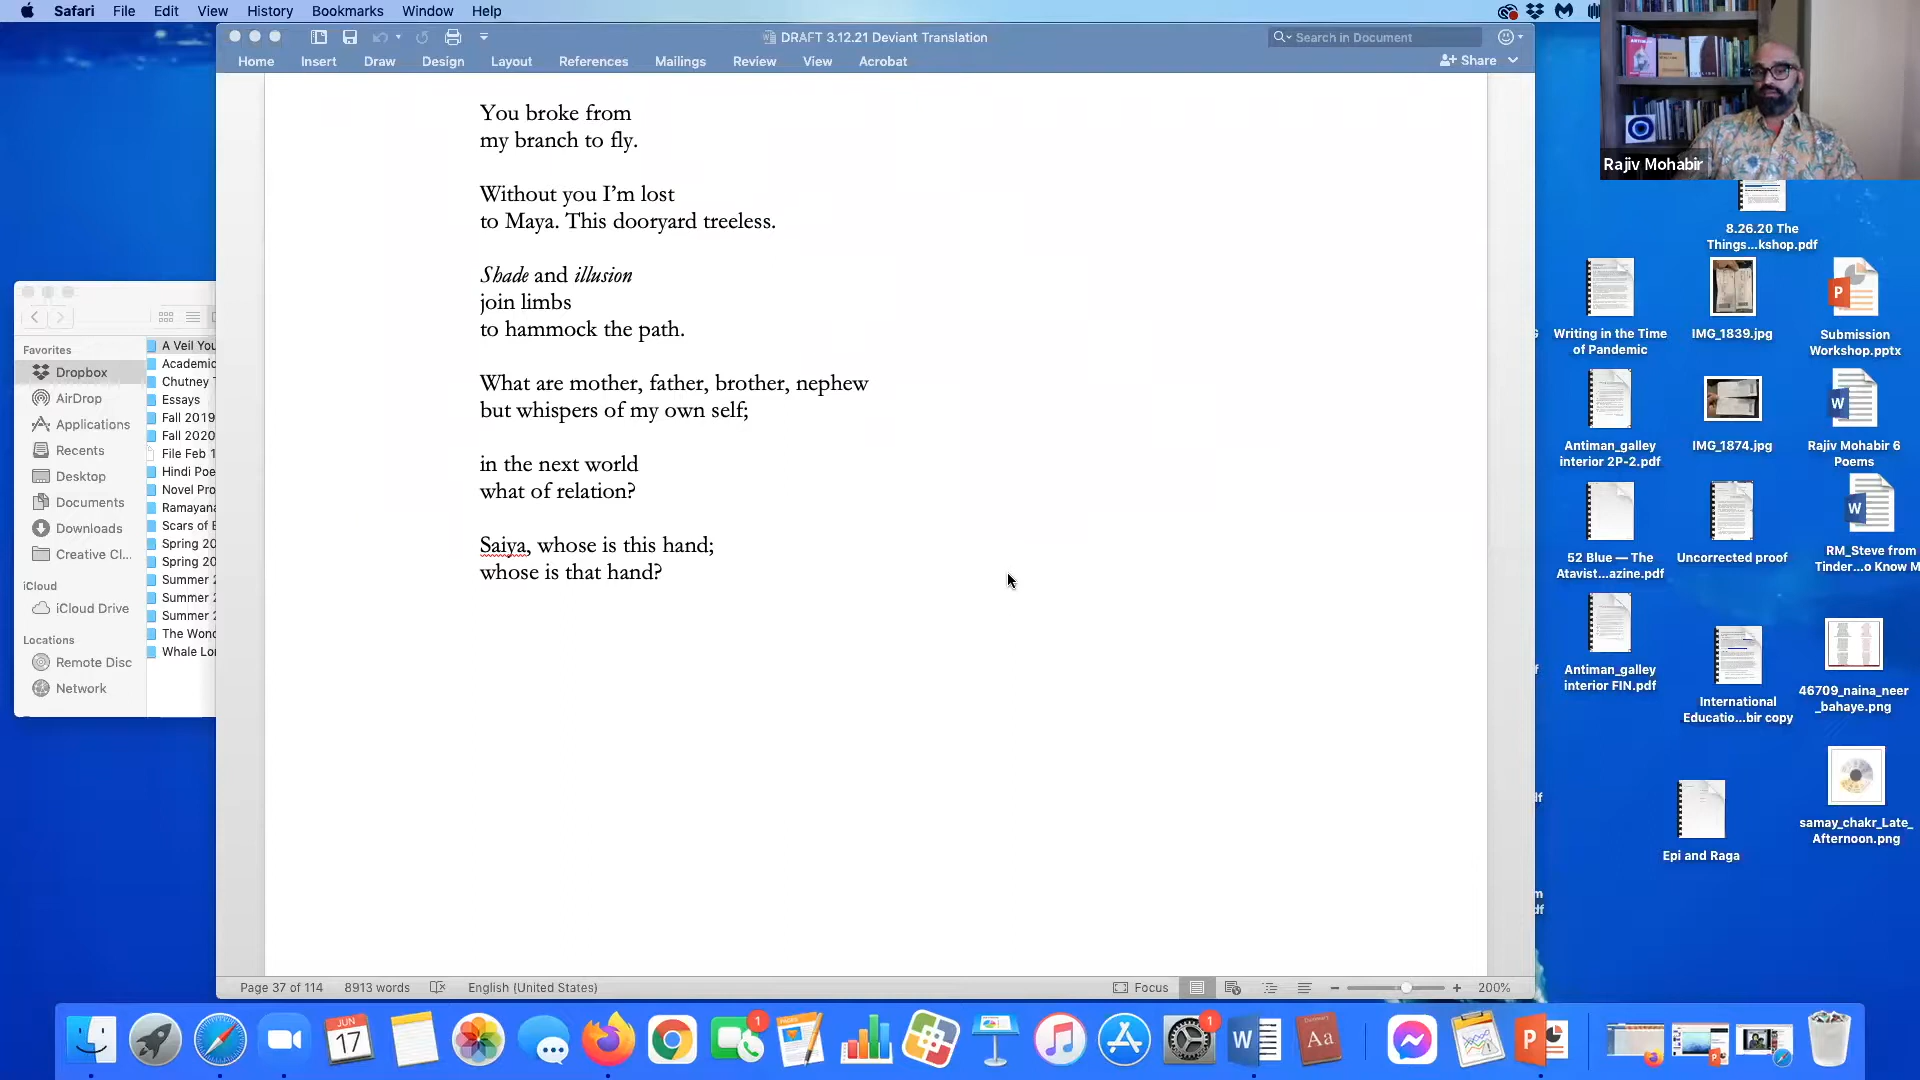 Safari File Edit View History Bookmarks Window Help
DRAFT 3.12.21 Deviant Translation
Search in Document
Home Insert Draw Design Layout References Mailings Review View Acrobat
Share
You broke from
my branch to fly.
Without you I’m lost
to Maya. This dooryard treeless.
Shade and illusion
join limbs
to hammock the path.
What are mother, father, brother, nephew
but whispers of my own self;
in the next world
what of relation?
Saiya, whose is this hand;
whose is that hand?
Page 37 of 114 8913 words English (United States)
Focus
200%
Favorites
Dropbox
AirDrop
Applications
Recents
Desktop
Documents
Downloads
Creative Cl...
iCloud
iCloud Drive
Locations
Remote Disc
Network
A Veil You
Academic
Chutney
Essays
Fall 2019
Fall 2020
File Feb 1
Hindi Poe
Novel Pro
Ramayana
Scars of
Spring 20
Spring 20
Summer 2
Summer 2
Summer 2
The Wond
Whale Lo
Rajiv Mohabir
8.26.20 The
Things...kshop.pdf
Writing in the Time
of Pandemic
IMG_1839.jpg
Submission
Workshop.pptx
Antiman_galley
interior 2P-2.pdf
IMG_1874.jpg
Rajiv Mohabir 6
Poems
52 Blue — The
Atavist...azine.pdf
Uncorrected proof
RM_Steve from
Tinder...o Know M
Antiman_galley
interior FIN.pdf
International
Educatio...bir copy
46709_naina_neer
_bahaye.png
samay_chakr_Late_
Afternoon.png
Epi and Raga
JUN
17
1
1
Aa